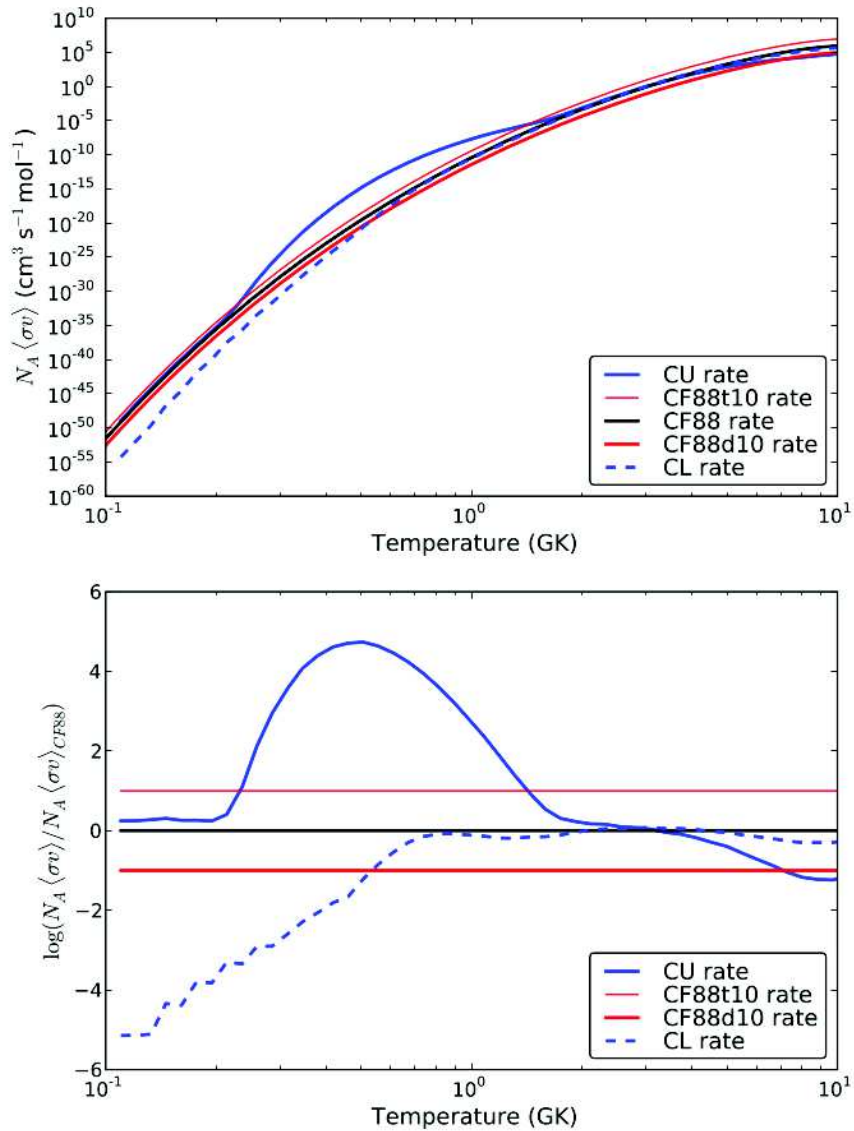 10^10
10^5
10^0
10^-5
10^-10
10^-15
10^-20
10^-25
10^-30
10^-35
10^-40
10^-45
10^-50
10^-55
10^-60
N_A ⟨σv⟩ (cm^3 s^-1 mol^-1)
CU rate
CF88t10 rate
CF88 rate
CF88d10 rate
CL rate
10^-1 10^0 10^1
Temperature (GK)
6
4
2
0
-2
-4
-6
log(N_A ⟨σv⟩/N_A ⟨σv⟩_CF88)
CU rate
CF88t10 rate
CF88d10 rate
CL rate
10^-1 10^0 10^1
Temperature (GK)